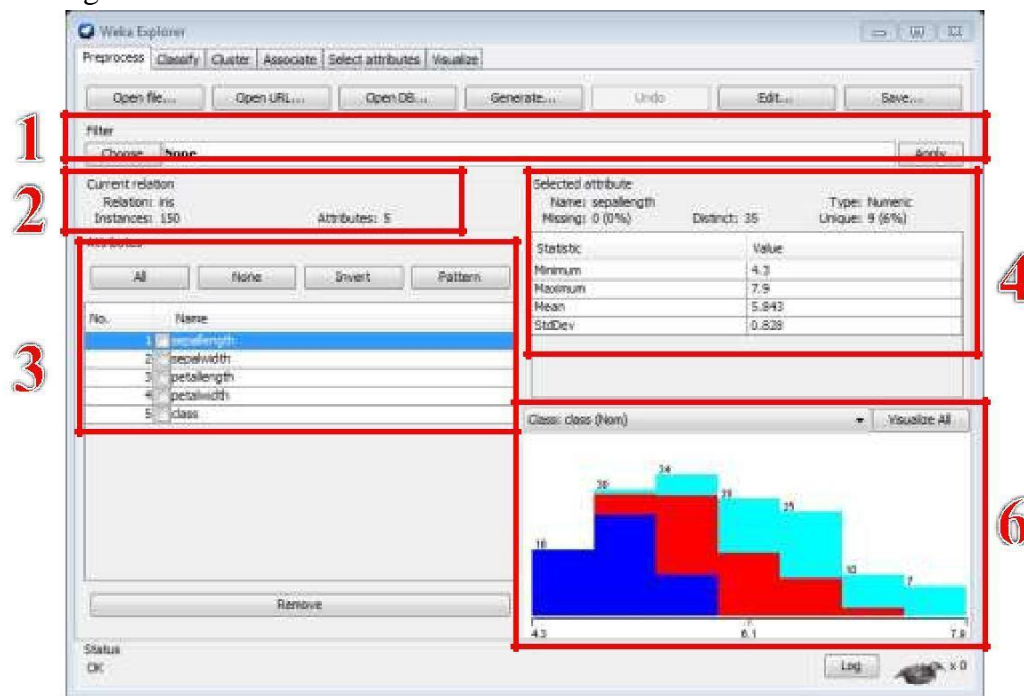 Weka Explorer
Preprocess Classify Cluster Associate Select attributes Visualize
Open file... Open URL... Open DB... Generate... Undo Edit... Save...
1
Filter
Choose None Apply
2
Current relation
Relation: iris
Instances: 150 Attributes: 5
Selected attribute
Name: sepallength Type: Numeric
Missing: 0 (0%) Distinct: 35 Unique: 9 (6%)
4
Statistic Value
Minimum 4.3
Maximum 7.9
Mean 5.843
StdDev 0.828
3
Attributes
All None Invert Pattern
No. Name
1 sepallength
2 sepalwidth
3 petallength
4 petalwidth
5 class
Remove
6
Class: class (Nom) Visualize All
16
30
34
28
25
10
7
4.3 6.1 7.9
Status
OK
Log x 0